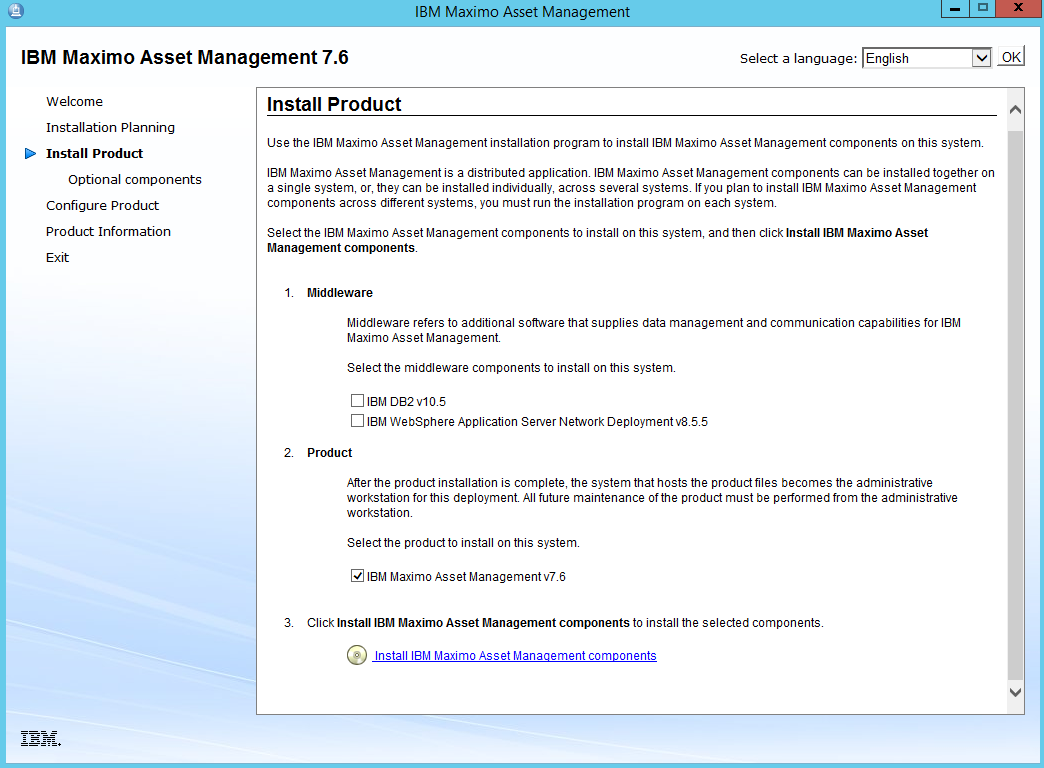 IBM Maximo Asset Management
X
IBM Maximo Asset Management 7.6
Select a language: English OK
Welcome
Installation Planning
Install Product
Optional components
Configure Product
Product Information
Exit
Install Product
Use the IBM Maximo Asset Management installation program to install IBM Maximo Asset Management components on this system.
IBM Maximo Asset Management is a distributed application. IBM Maximo Asset Management components can be installed together on
a single system, or, they can be installed individually, across several systems. If you plan to install IBM Maximo Asset Management
components across different systems, you must run the installation program on each system.
Select the IBM Maximo Asset Management components to install on this system, and then click Install IBM Maximo Asset
Management components.
1. Middleware
Middleware refers to additional software that supplies data management and communication capabilities for IBM
Maximo Asset Management.
Select the middleware components to install on this system.
IBM DB2 v10.5
IBM WebSphere Application Server Network Deployment v8.5.5
2. Product
After the product installation is complete, the system that hosts the product files becomes the administrative
workstation for this deployment. All future maintenance of the product must be performed from the administrative
workstation.
Select the product to install on this system.
IBM Maximo Asset Management v7.6
3. Click Install IBM Maximo Asset Management components to install the selected components.
Install IBM Maximo Asset Management components
IBM.